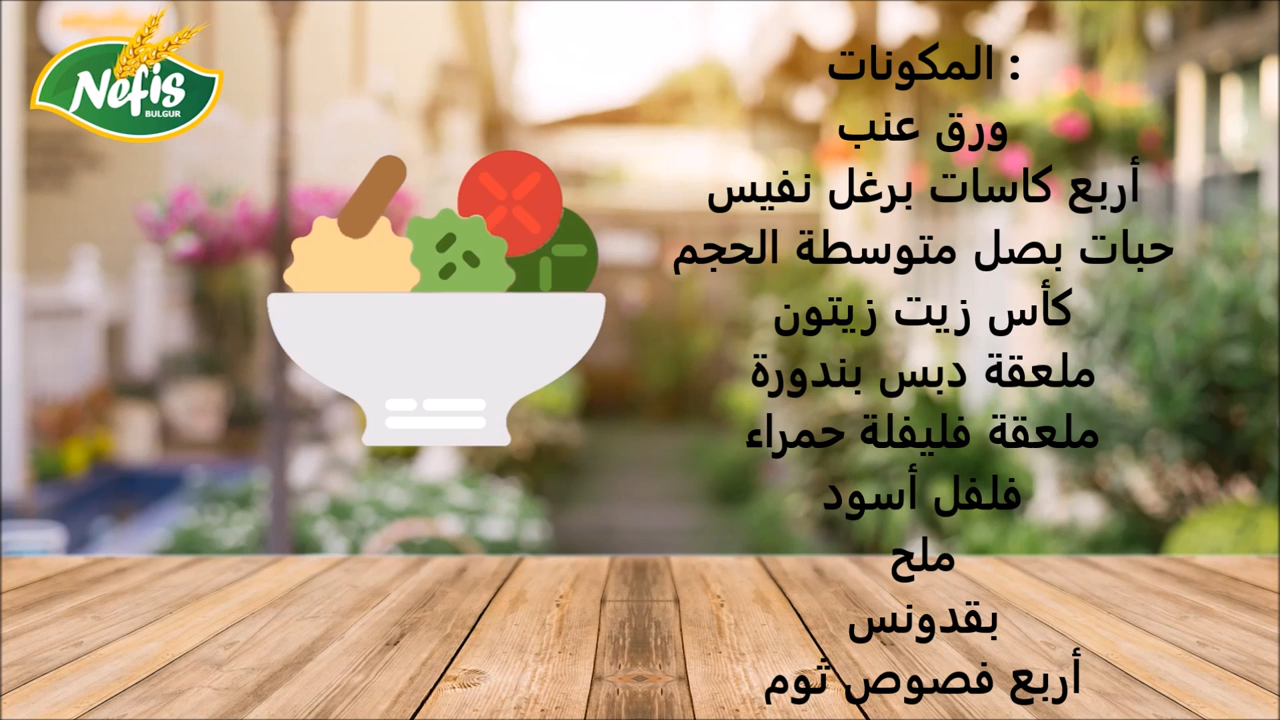 Nefis
BULGUR
المكونات :
ورق عنب
أربع كاسات برغل نفيس
حبات بصل متوسطة الحجم
كأس زيت زيتون
ملعقة دبس بندورة
ملعقة فليفلة حمراء
فلفل أسود
ملح
بقدونس
أربع فصوص ثوم